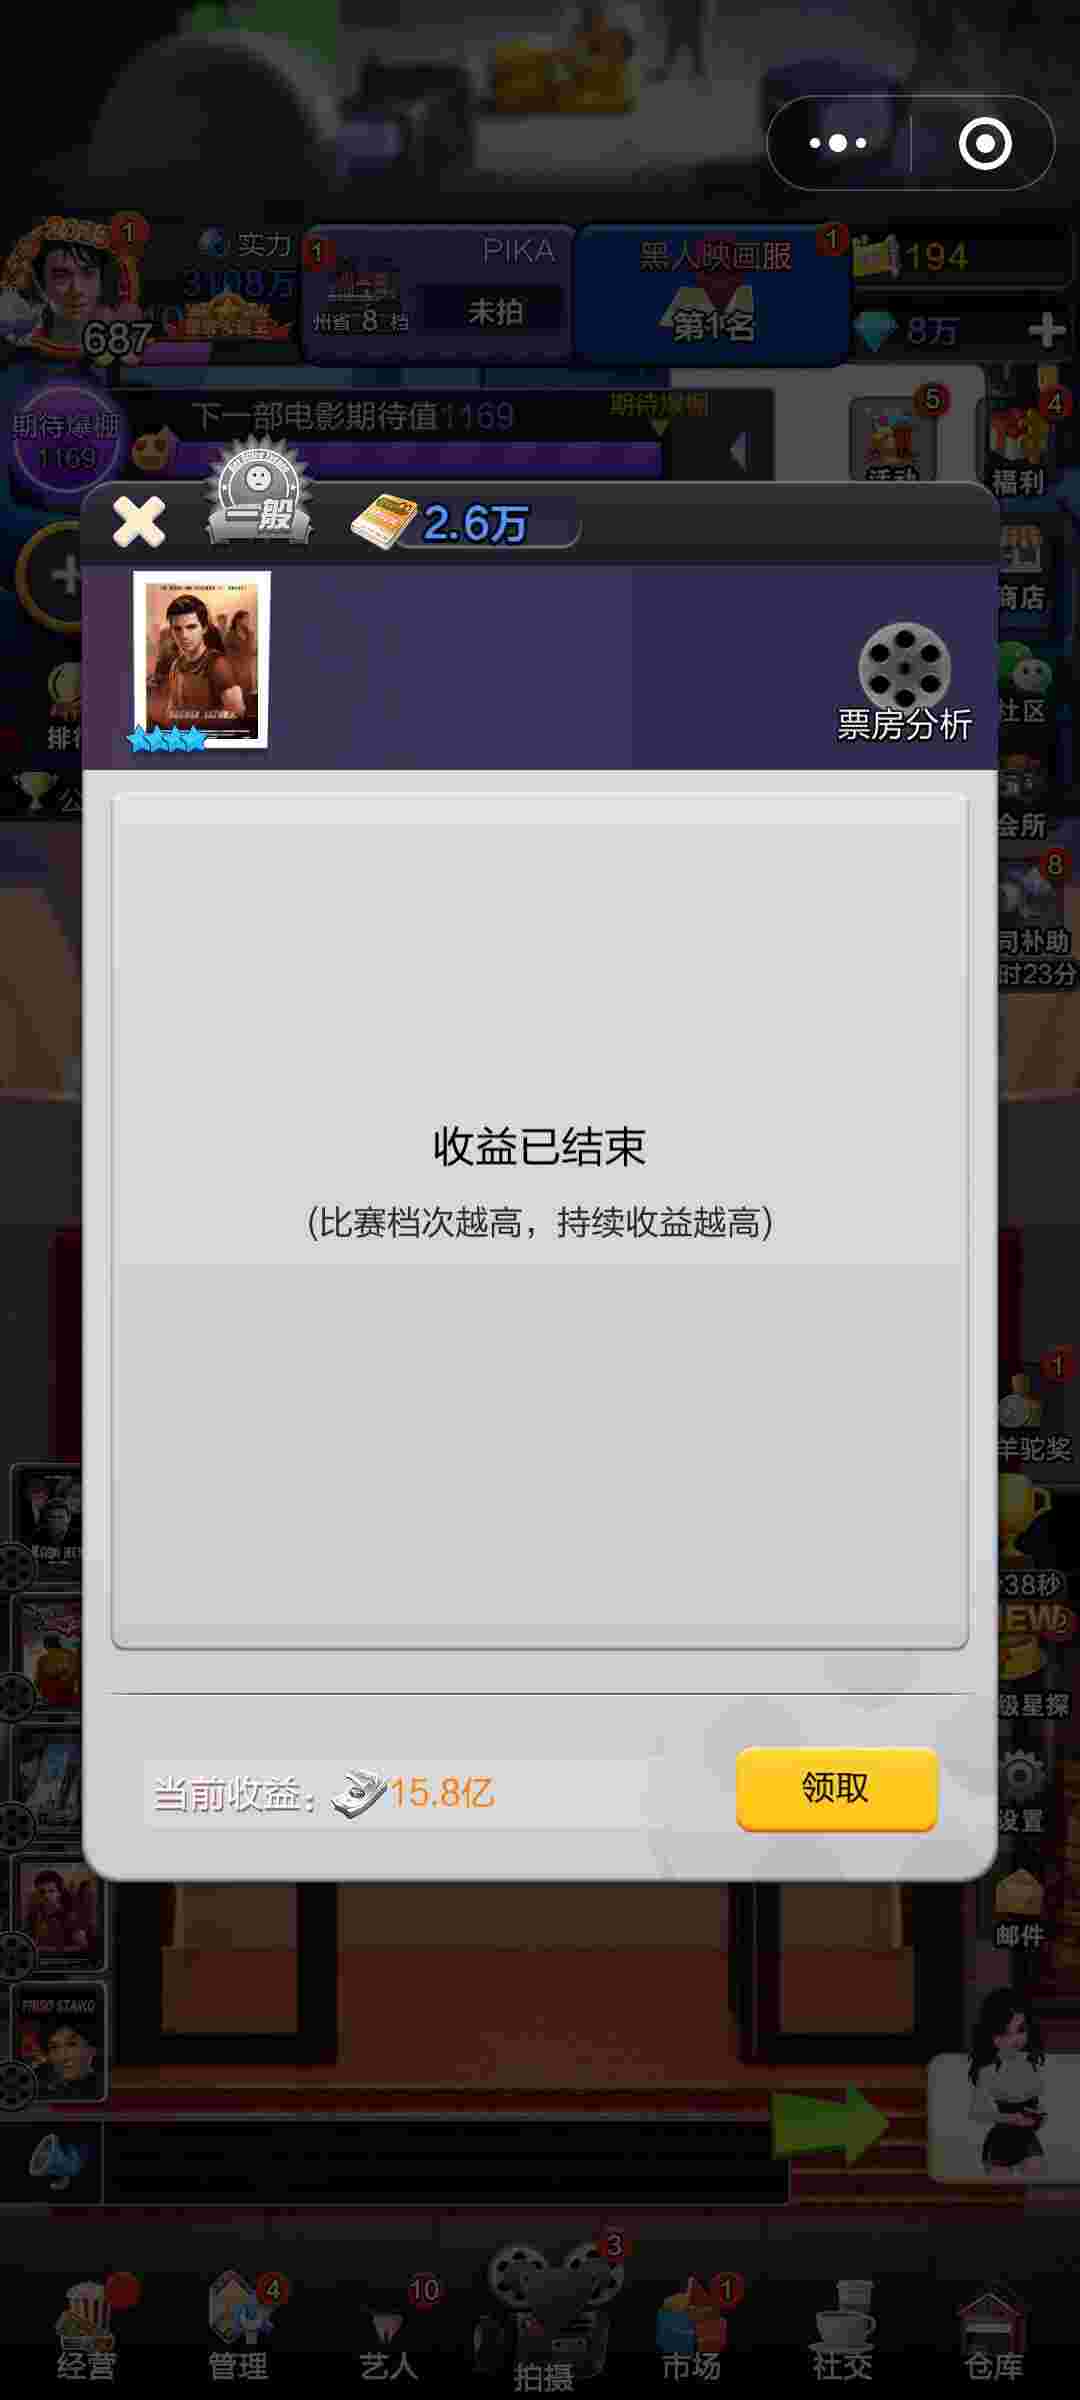 1
实力
3108万
687
1
PIKA
州省 8 档
未拍
黑人映画服
第1名
1
194
8万
期待爆棚
1169
下一部电影期待值1169
期待爆棚
5
活动
4
福利
一般
2.6万
商店
票房分析
社区
排行
公
会所
8
司补助
时23分
收益已结束
(比赛档次越高，持续收益越高)
1
羊驼奖
:38秒
NEW
级星探
设置
当前收益：
15.8亿
领取
邮件
经营
4
管理
10
艺人
3
拍摄
1
市场
社交
仓库